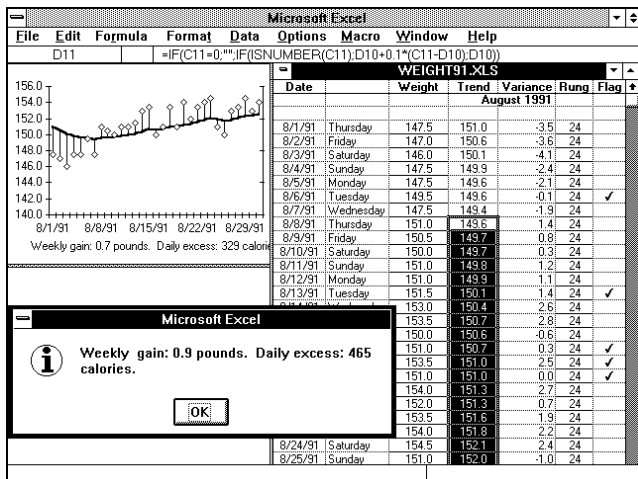 Microsoft Excel
File Edit Formula Format Data Options Macro Window Help
D11 =IF(C11=0;"";IF(ISNUMBER(C11);D10+0.1*(C11-D10);D10))
156.0
154.0
152.0
150.0
148.0
146.0
144.0
142.0
140.0
8/1/91 8/8/91 8/15/91 8/22/91 8/29/91
Weekly gain: 0.7 pounds. Daily excess: 329 calorie
WEIGHT91.XLS
Date Weight Trend Variance Rung Flag
August 1991
8/1/91 Thursday 147.5 151.0 -3.5 24
8/2/91 Friday 147.0 150.6 -3.6 24
8/3/91 Saturday 146.0 150.1 -4.1 24
8/4/91 Sunday 147.5 149.9 -2.4 24
8/5/91 Monday 147.5 149.6 -2.1 24
8/6/91 Tuesday 149.5 149.6 -0.1 24 ✓
8/7/91 Wednesday 147.5 149.4 -1.9 24
8/8/91 Thursday 151.0 149.6 1.4 24
8/9/91 Friday 150.5 149.7 0.8 24
8/10/91 Saturday 150.0 149.7 0.3 24
8/11/91 Sunday 151.0 149.8 1.2 24
8/12/91 Monday 151.0 149.9 1.1 24
8/13/91 Tuesday 151.5 150.1 1.4 24 ✓
153.0 150.4 2.6 24
153.5 150.7 2.8 24
150.0 150.6 -0.6 24
151.0 150.7 0.3 24 ✓
153.5 151.0 2.5 24 ✓
151.0 151.0 0.0 24 ✓
154.0 151.3 2.7 24
152.0 151.3 0.7 24
153.5 151.6 1.9 24
154.0 151.8 2.2 24
8/24/91 Saturday 154.5 152.1 2.4 24
8/25/91 Sunday 151.0 152.0 -1.0 24
Microsoft Excel
Weekly gain: 0.9 pounds. Daily excess: 465
calories.
OK